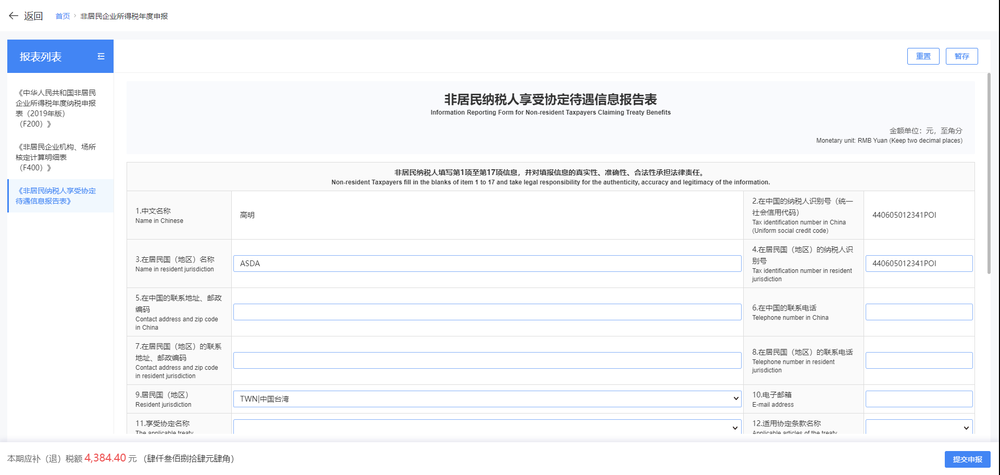 返回 首页 › 非居民企业所得税年度申报
报表列表
重置 暂存
《中华人民共和国非居民
企业所得税年度纳税申报
表（2019年版）
（F200）》
《非居民企业机构、场所
核定计算明细表
（F400）》
《非居民纳税人享受协定
待遇信息报告表》
非居民纳税人享受协定待遇信息报告表
Information Reporting Form for Non-resident Taxpayers Claiming Treaty Benefits
金额单位：元，至角分
Monetary unit: RMB Yuan (Keep two decimal places)
非居民纳税人填写第1项至第17项信息，并对填报信息的真实性、准确性、合法性承担法律责任。
Non-resident Taxpayers fill in the blanks of item 1 to 17 and take legal responsibility for the authenticity, accuracy and legitimacy of the information.
1.中文名称
Name in Chinese
高明
2.在中国的纳税人识别号（统一
社会信用代码）
Tax identification number in China
(Uniform social credit code)
440605012341POI
3.在居民国（地区）名称
Name in resident jurisdiction
ASDA
4.在居民国（地区）的纳税人识
别号
Tax identification number in resident
jurisdiction
440605012341POI
5.在中国的联系地址、邮政
编码
Contact address and zip code
in China
6.在中国的联系电话
Telephone number in China
7.在居民国（地区）的联系
地址、邮政编码
Contact address and zip code
in resident jurisdiction
8.在居民国（地区）的联系电话
Telephone number in resident
jurisdiction
9.居民国（地区）
Resident jurisdiction
TWN|中国台湾
10.电子邮箱
E-mail address
11.享受协定名称
The applicable treaty
12.适用协定条款名称
Applicable articles of the treaty
本期应补（退）税额 4,384.40 元 （肆仟叁佰捌拾肆元肆角）
提交申报